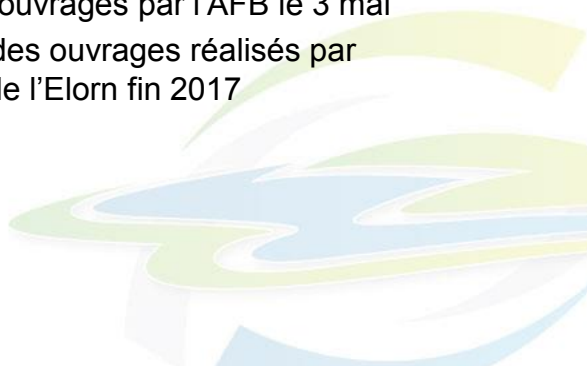 ouvrages par l'AFB le 3 mai
des ouvrages réalisés par
le l'Elorn fin 2017